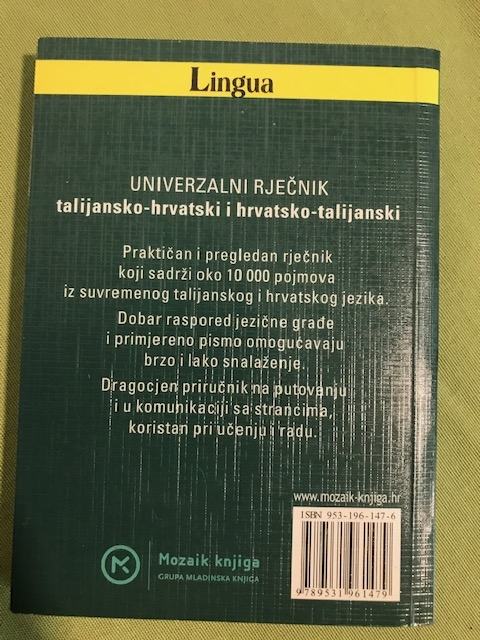 Lingua
UNIVERZALNI RJEČNIK
talijansko-hrvatski i hrvatsko-talijanski
Praktičan i pregledan rječnik
koji sadrži oko 10 000 pojmova
iz suvremenog talijanskog i hrvatskog jezika.
Dobar raspored jezične građe
i primjereno pismo omogućavaju
brzo i lako snalaženje.
Dragocjen priručnik na putovanju
i u komunikaciji sa strancima,
koristan pri učenju i radu.
www.mozaik-knjiga.hr
ISBN 953-196-147-6
9789531961479
Mozaik knjiga
GRUPA MLADINSKA KNJIGA